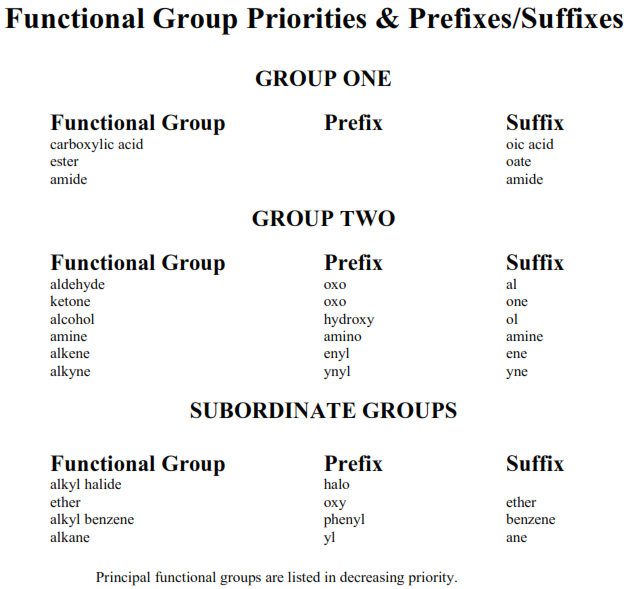 Functional Group Priorities & Prefixes/Suffixes
GROUP ONE
Functional Group Prefix Suffix
carboxylic acid oic acid
ester oate
amide amide
GROUP TWO
Functional Group Prefix Suffix
aldehyde oxo al
ketone oxo one
alcohol hydroxy ol
amine amino amine
alkene enyl ene
alkyne ynyl yne
SUBORDINATE GROUPS
Functional Group Prefix Suffix
alkyl halide halo
ether oxy ether
alkyl benzene phenyl benzene
alkane yl ane
Principal functional groups are listed in decreasing priority.